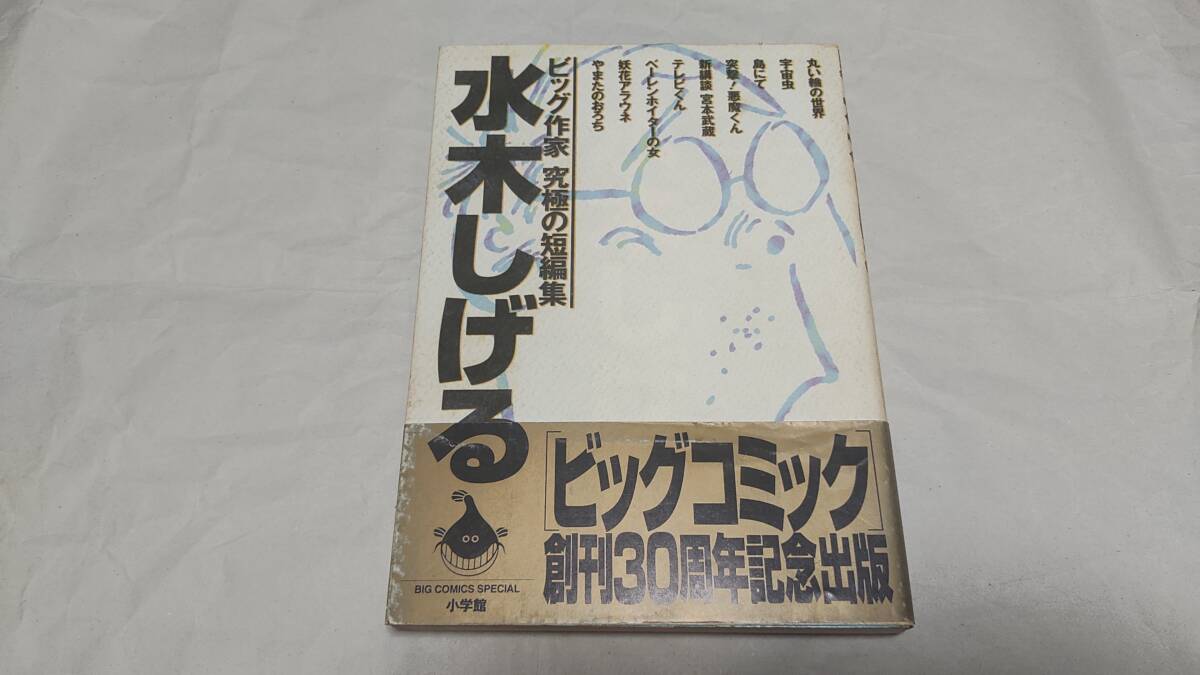 丸い輪の世界
宇宙虫
島にて
突撃!悪魔くん
新講談 宮本武蔵
テレビくん
ベーレンホイターの女
妖花アラウネ
やまたのおろち
ビッグ作家 究極の短編集
水木しげる
[ビッグコミック]
創刊30周年記念出版
BIG COMICS SPECIAL
小学館